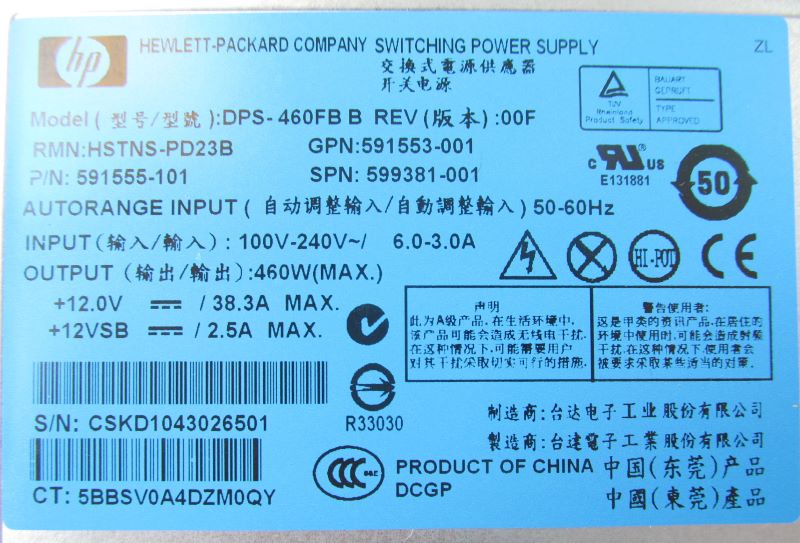 hp HEWLETT-PACKARD COMPANY SWITCHING POWER SUPPLY ZL
交換式電源供應器
开关电源
Model ( 型号/型號 ):DPS-460FB B REV (版本) :00F
RMN:HSTNS-PD23B GPN:591553-001
P/N: 591555-101 SPN: 599381-001
TÜV
Rheinland
Product Safety
BAUART
GEPRÜFT
TYPE
APPROVED
c RU US
E131881
50
AUTORANGE INPUT ( 自动调整输入/自動調整輸入 ) 50-60Hz
INPUT(输入/輸入) : 100V-240V~/ 6.0-3.0A
OUTPUT (输出/輸出):460W(MAX.)
HI-POT
CE
+12.0V / 38.3A MAX.
+12VSB / 2.5A MAX.
声明
此为A级产品,在生活环境中,
该产品可能会造成无线电干扰.
在这种情况下,可能需要用户
对其干扰采取切实可行的措施.
警告使用者:
这是甲类的资讯产品,在居住的
环境中使用时,可能会造成射频
干扰,在这种情况下,使用者会
被要求采取某些适当的对策.
R33030
S/N: CSKD1043026501
制造商: 台达电子工业股份有限公司
製造商: 台達電子工業股份有限公司
CCC S&E
PRODUCT OF CHINA 中国(东莞)产品
DCGP 中國(東莞)產品
CT: 5BBSV0A4DZM0QY